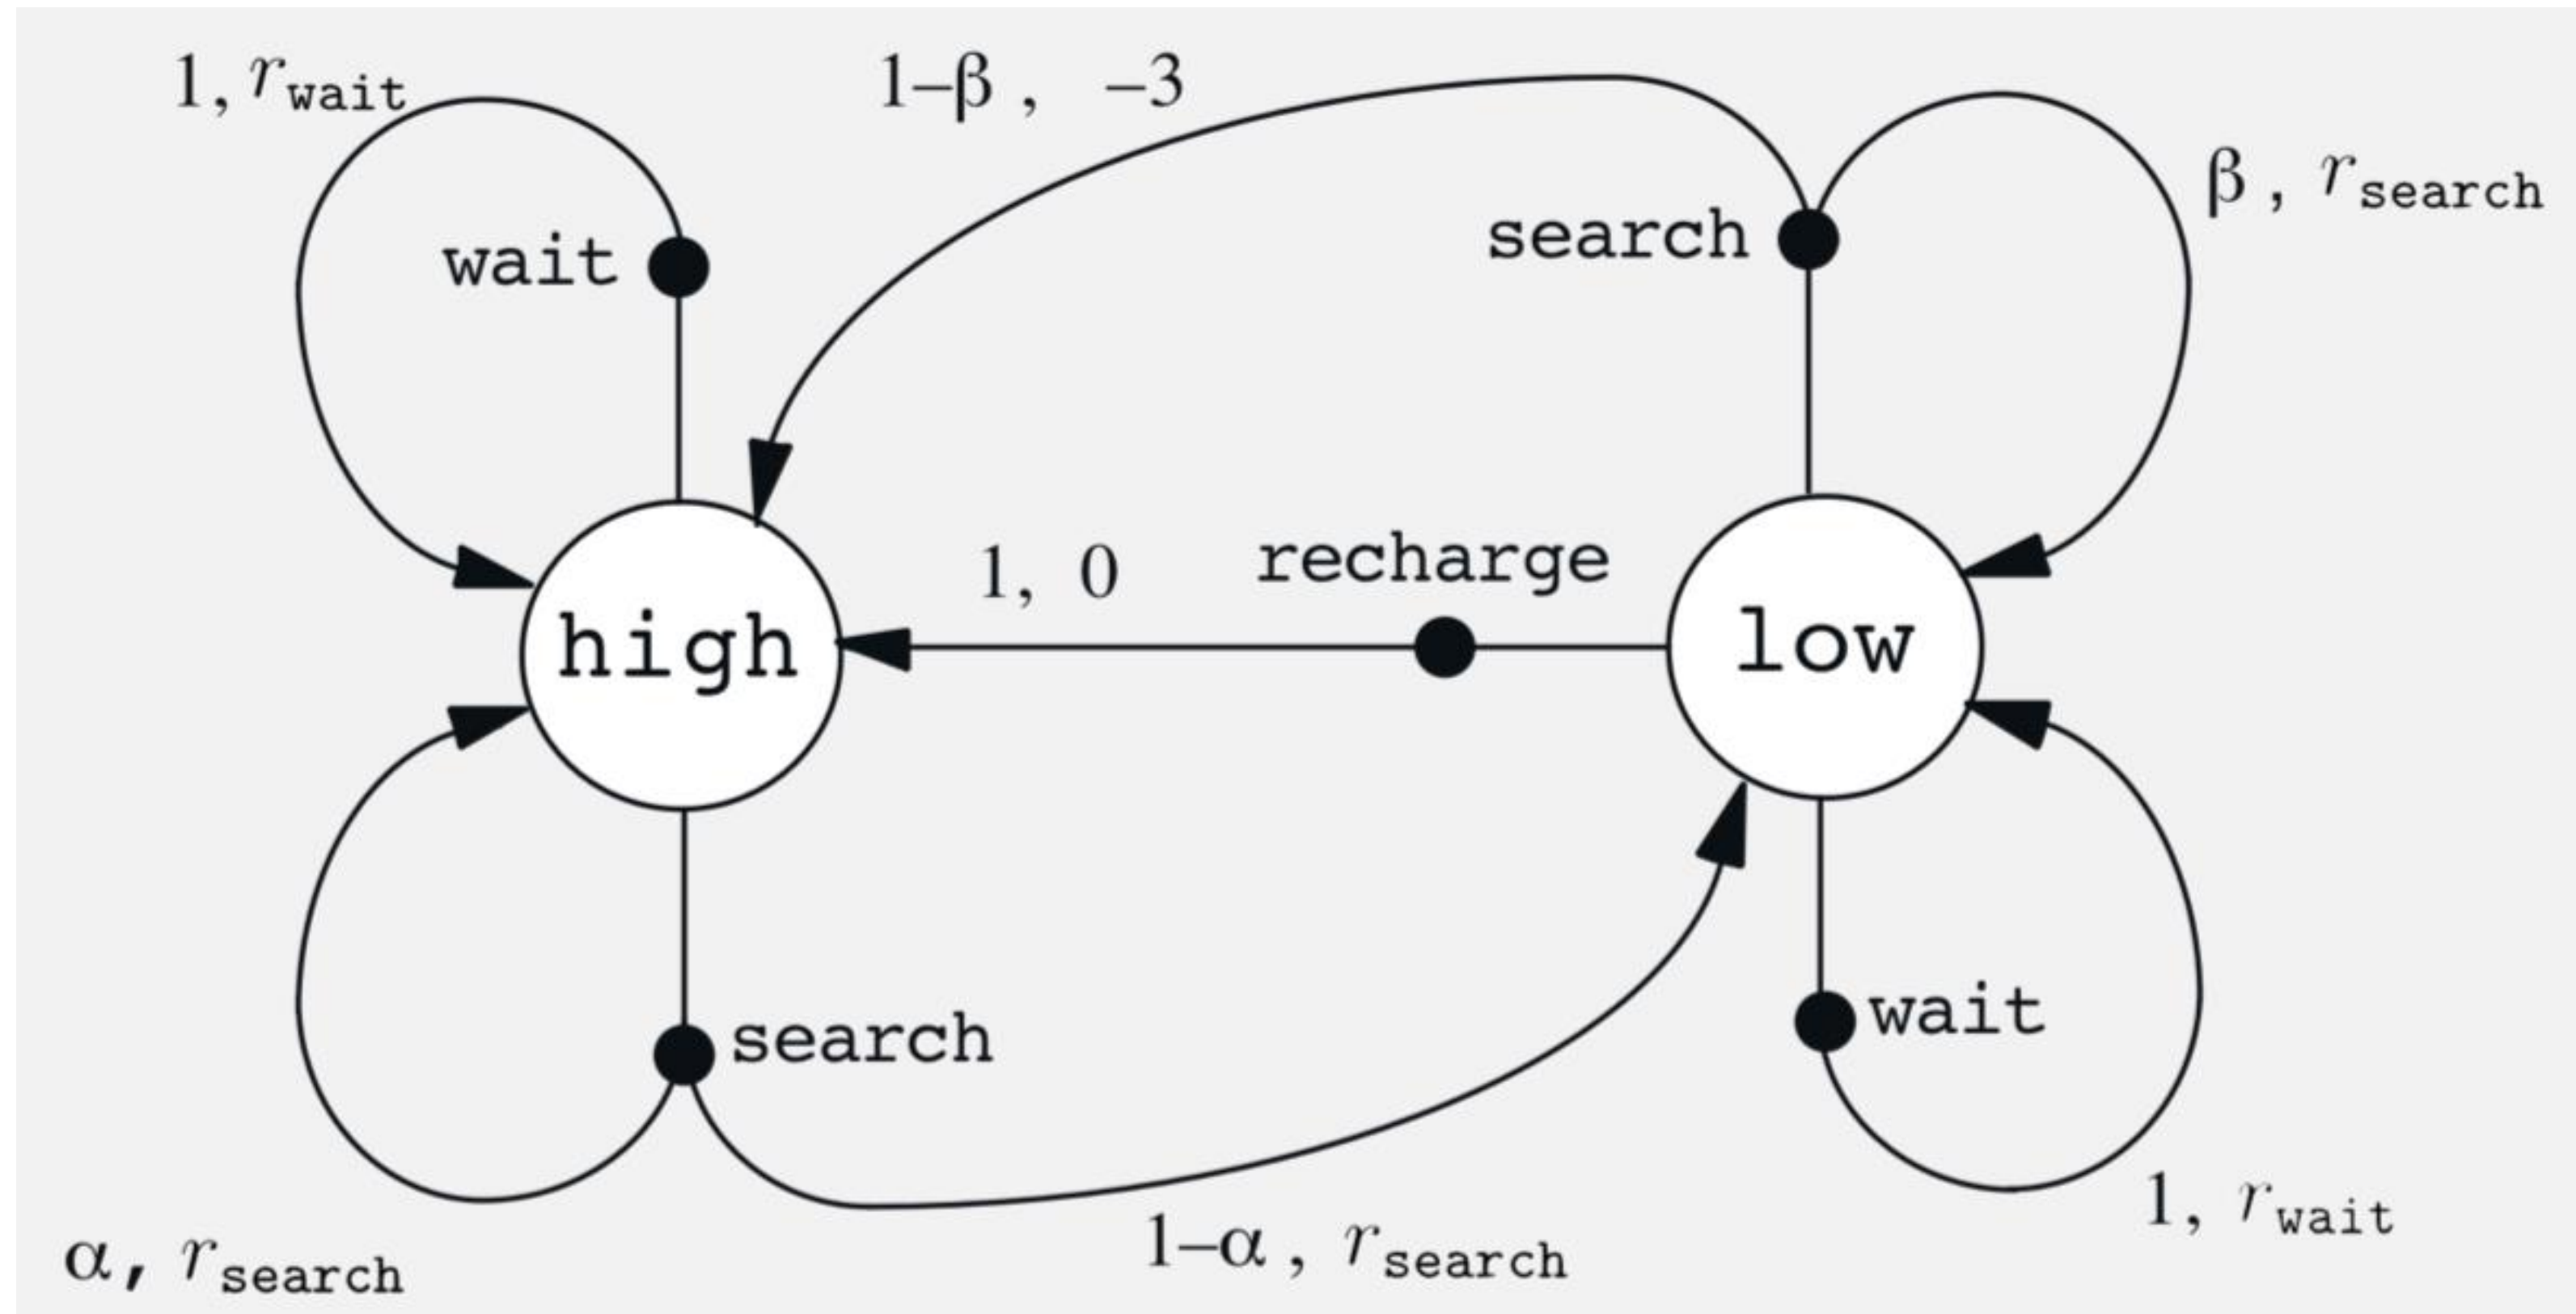 1, r_wait
1–β , –3
β , r_search
search
wait
1, 0
recharge
high
low
search
wait
α, r_search
1–α , r_search
1, r_wait